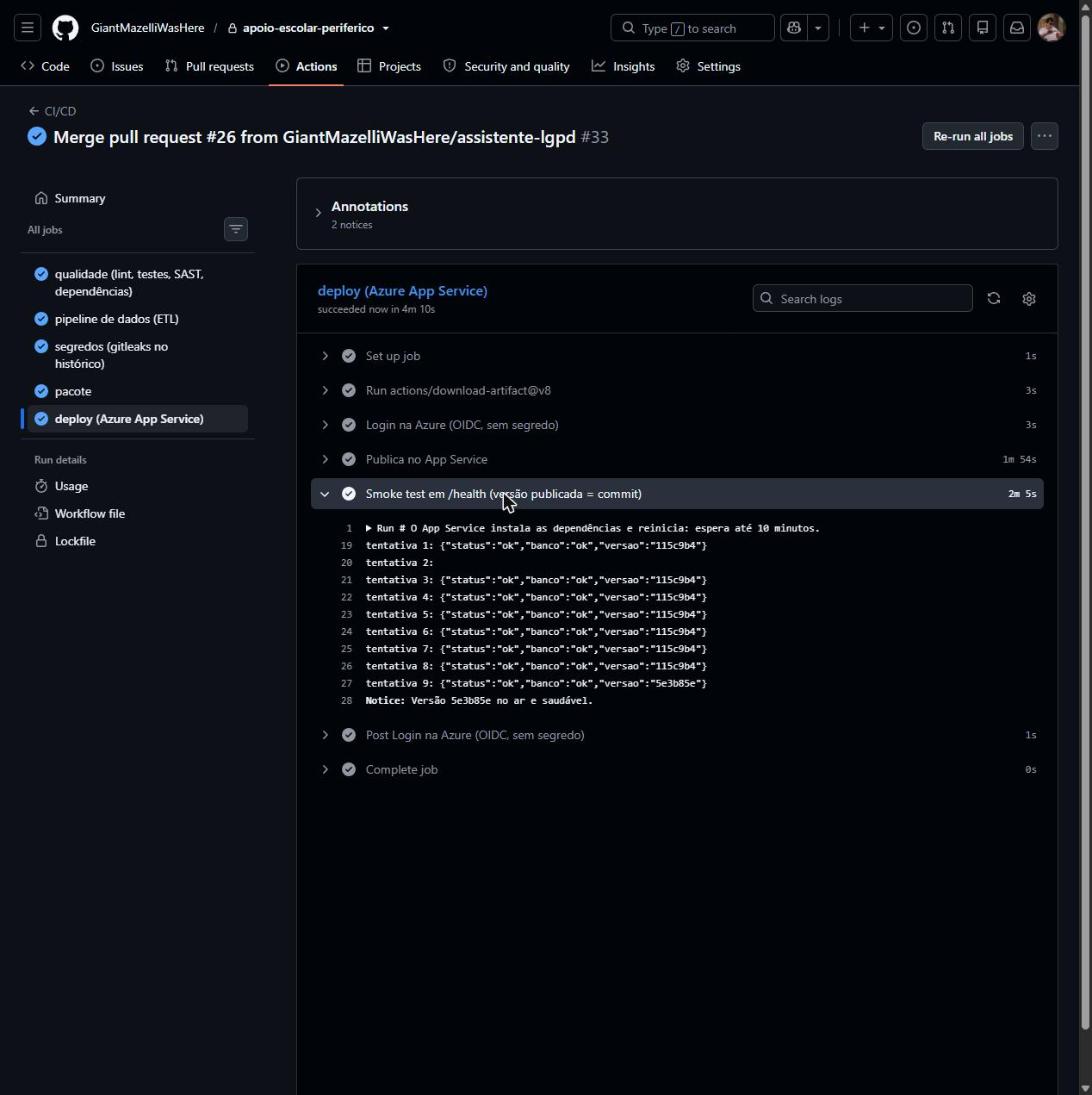 GiantMazelliWasHere / apoio-escolar-periferico
Type / to search
Code
Issues
Pull requests
Actions
Projects
Security and quality
Insights
Settings
← CI/CD
Merge pull request #26 from GiantMazelliWasHere/assistente-lgpd #33
Re-run all jobs
Summary
All jobs
qualidade (lint, testes, SAST,
dependências)
pipeline de dados (ETL)
segredos (gitleaks no
histórico)
pacote
deploy (Azure App Service)
Run details
Usage
Workflow file
Lockfile
Annotations
2 notices
deploy (Azure App Service)
succeeded now in 4m 10s
Search logs
Set up job 1s
Run actions/download-artifact@v8 3s
Login na Azure (OIDC, sem segredo) 3s
Publica no App Service 1m 54s
Smoke test em /health (versão publicada = commit) 2m 5s
1 ▶ Run # O App Service instala as dependências e reinicia: espera até 10 minutos.
19 tentativa 1: {"status":"ok","banco":"ok","versao":"115c9b4"}
20 tentativa 2:
21 tentativa 3: {"status":"ok","banco":"ok","versao":"115c9b4"}
22 tentativa 4: {"status":"ok","banco":"ok","versao":"115c9b4"}
23 tentativa 5: {"status":"ok","banco":"ok","versao":"115c9b4"}
24 tentativa 6: {"status":"ok","banco":"ok","versao":"115c9b4"}
25 tentativa 7: {"status":"ok","banco":"ok","versao":"115c9b4"}
26 tentativa 8: {"status":"ok","banco":"ok","versao":"115c9b4"}
27 tentativa 9: {"status":"ok","banco":"ok","versao":"5e3b85e"}
28 Notice: Versão 5e3b85e no ar e saudável.
Post Login na Azure (OIDC, sem segredo) 1s
Complete job 0s